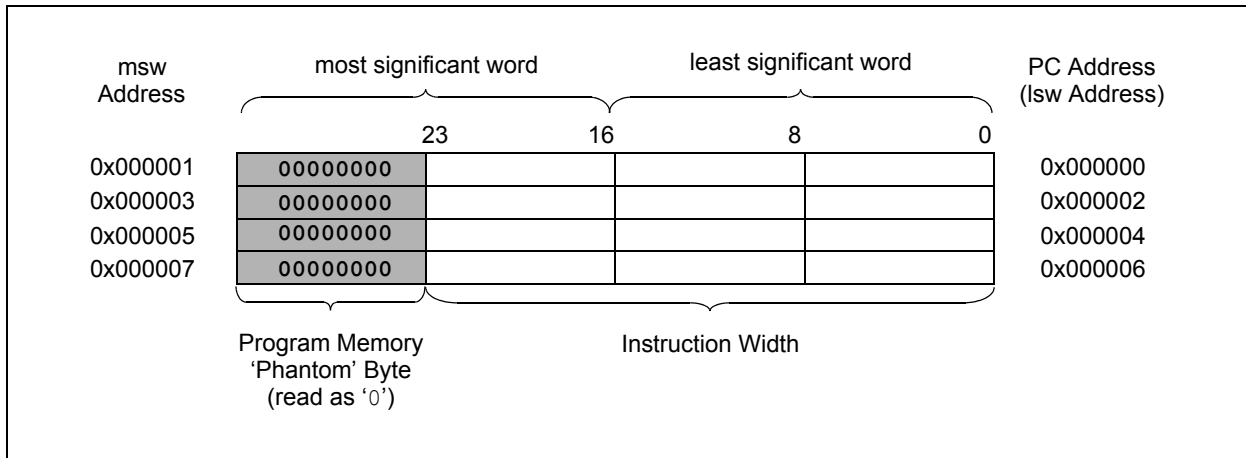 msw
Address
most significant word
least significant word
PC Address
(lsw Address)
23
16
8
0
0x000001
00000000
0x000000
0x000003
00000000
0x000002
0x000005
00000000
0x000004
0x000007
00000000
0x000006
Program Memory
‘Phantom’ Byte
(read as ‘0’)
Instruction Width